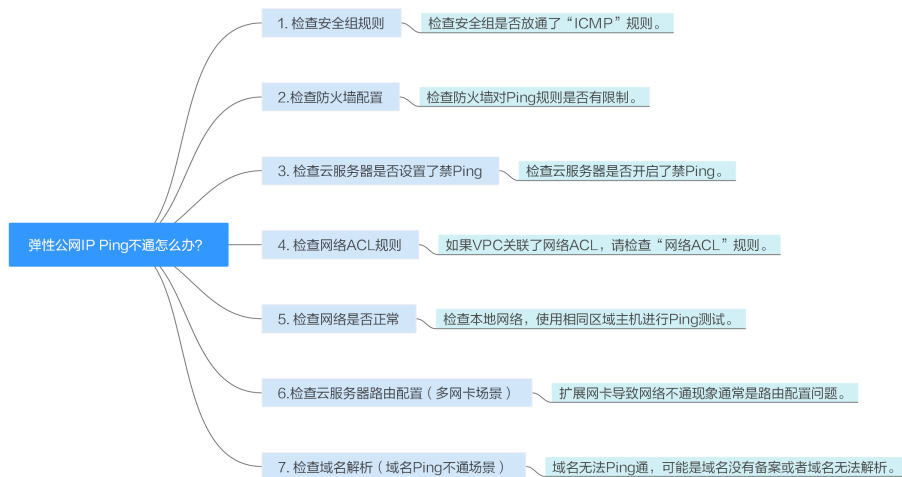 弹性公网IP Ping不通怎么办?
1. 检查安全组规则
检查安全组是否放通了“ICMP”规则。
2.检查防火墙配置
检查防火墙对Ping规则是否有限制。
3. 检查云服务器是否设置了禁Ping
检查云服务器是否开启了禁Ping。
4. 检查网络ACL规则
如果VPC关联了网络ACL，请检查“网络ACL”规则。
5. 检查网络是否正常
检查本地网络，使用相同区域主机进行Ping测试。
6.检查云服务器路由配置（多网卡场景）
扩展网卡导致网络不通现象通常是路由配置问题。
7. 检查域名解析（域名Ping不通场景）
域名无法Ping通，可能是域名没有备案或者域名无法解析。